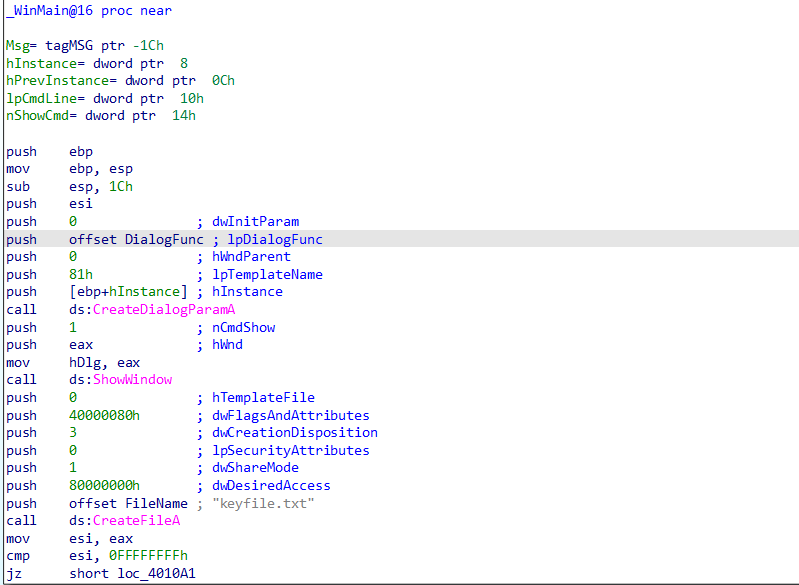 _WinMain@16 proc near
Msg= tagMSG ptr -1Ch
hInstance= dword ptr  8
hPrevInstance= dword ptr  0Ch
lpCmdLine= dword ptr  10h
nShowCmd= dword ptr  14h
push    ebp
mov     ebp, esp
sub     esp, 1Ch
push    esi
push    0               ; dwInitParam
push    offset DialogFunc ; lpDialogFunc
push    0               ; hWndParent
push    81h             ; lpTemplateName
push    [ebp+hInstance] ; hInstance
call    ds:CreateDialogParamA
push    1               ; nCmdShow
push    eax             ; hWnd
mov     hDlg, eax
call    ds:ShowWindow
push    0               ; hTemplateFile
push    40000080h       ; dwFlagsAndAttributes
push    3               ; dwCreationDisposition
push    0               ; lpSecurityAttributes
push    1               ; dwShareMode
push    80000000h       ; dwDesiredAccess
push    offset FileName ; "keyfile.txt"
call    ds:CreateFileA
mov     esi, eax
cmp     esi, 0FFFFFFFFh
jz      short loc_4010A1